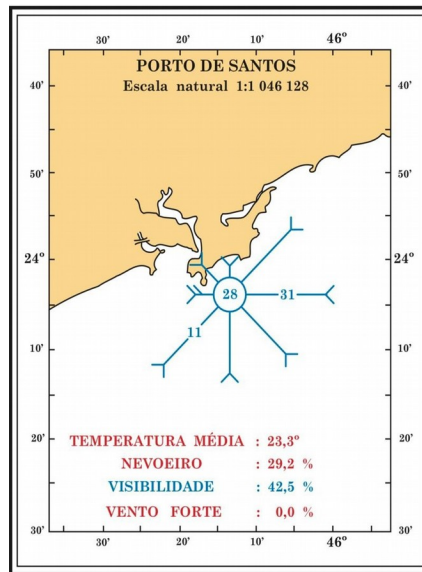 30' 20' 10' 46°
PORTO DE SANTOS
Escala natural 1:1 046 128
40' 40'
50' 50'
24° 24°
28 31
11
10' 10'
20' 20'
TEMPERATURA MÉDIA : 23,3°
NEVOEIRO : 29,2 %
VISIBILIDADE : 42,5 %
VENTO FORTE : 0,0 %
30' 30'
30' 20' 10' 46°